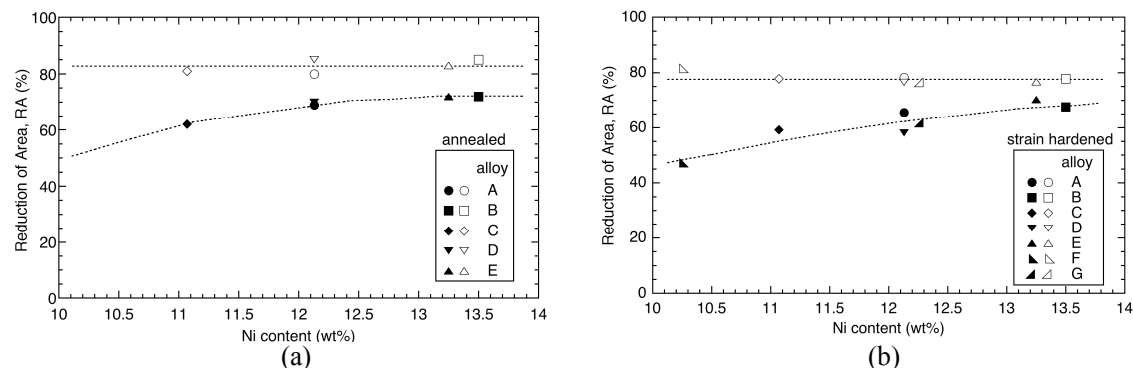 100
80
60
40
20
0
Reduction of Area, RA (%)
annealed
alloy
A
B
C
D
E
10 10.5 11 11.5 12 12.5 13 13.5 14
Ni content (wt%)
(a)
100
80
60
40
20
0
Reduction of Area, RA (%)
strain hardened
alloy
A
B
C
D
E
F
G
10 10.5 11 11.5 12 12.5 13 13.5 14
Ni content (wt%)
(b)